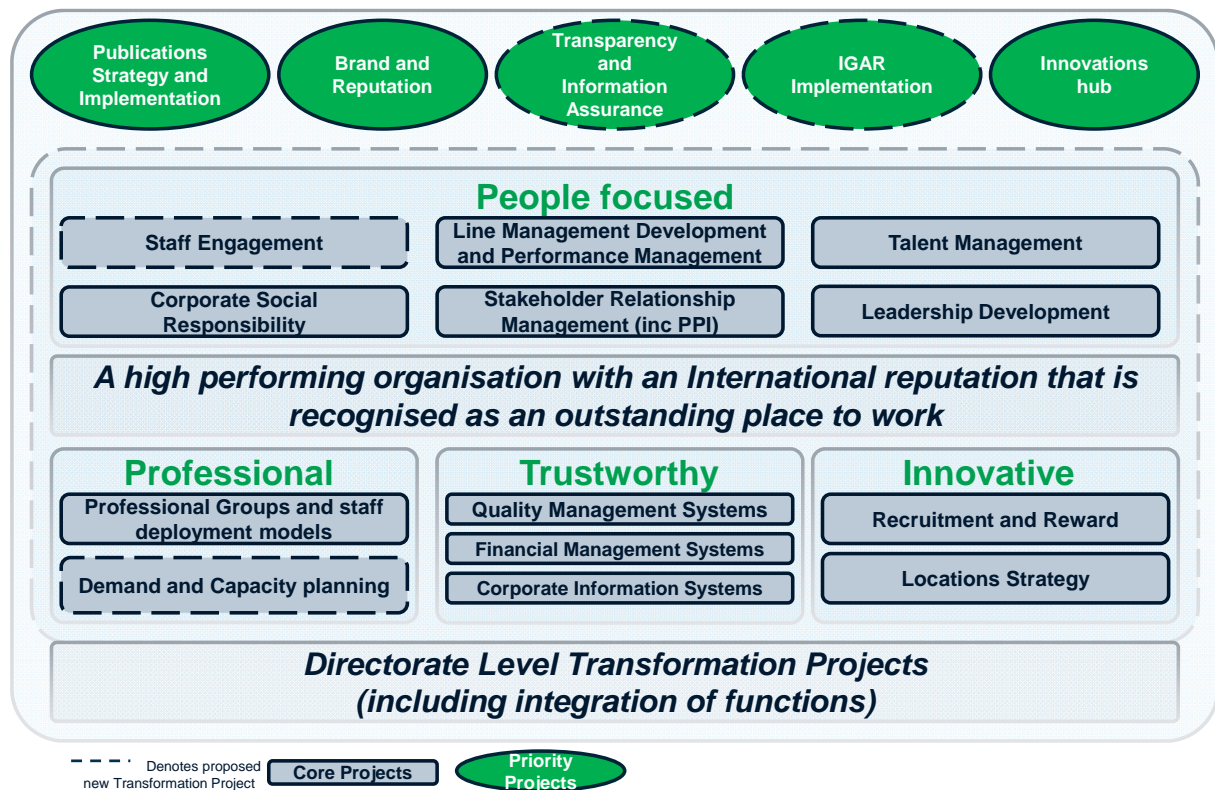 Publications
Strategy and
Implementation
Brand and
Reputation
Transparency
and
Information
Assurance
IGAR
Implementation
Innovations
hub
People focused
Staff Engagement
Line Management Development
and Performance Management
Talent Management
Corporate Social
Responsibility
Stakeholder Relationship
Management (inc PPI)
Leadership Development
A high performing organisation with an International reputation that is
recognised as an outstanding place to work
Professional
Professional Groups and staff
deployment models
Demand and Capacity planning
Trustworthy
Quality Management Systems
Financial Management Systems
Corporate Information Systems
Innovative
Recruitment and Reward
Locations Strategy
Directorate Level Transformation Projects
(including integration of functions)
Denotes proposed
new Transformation Project
Core Projects
Priority
Projects